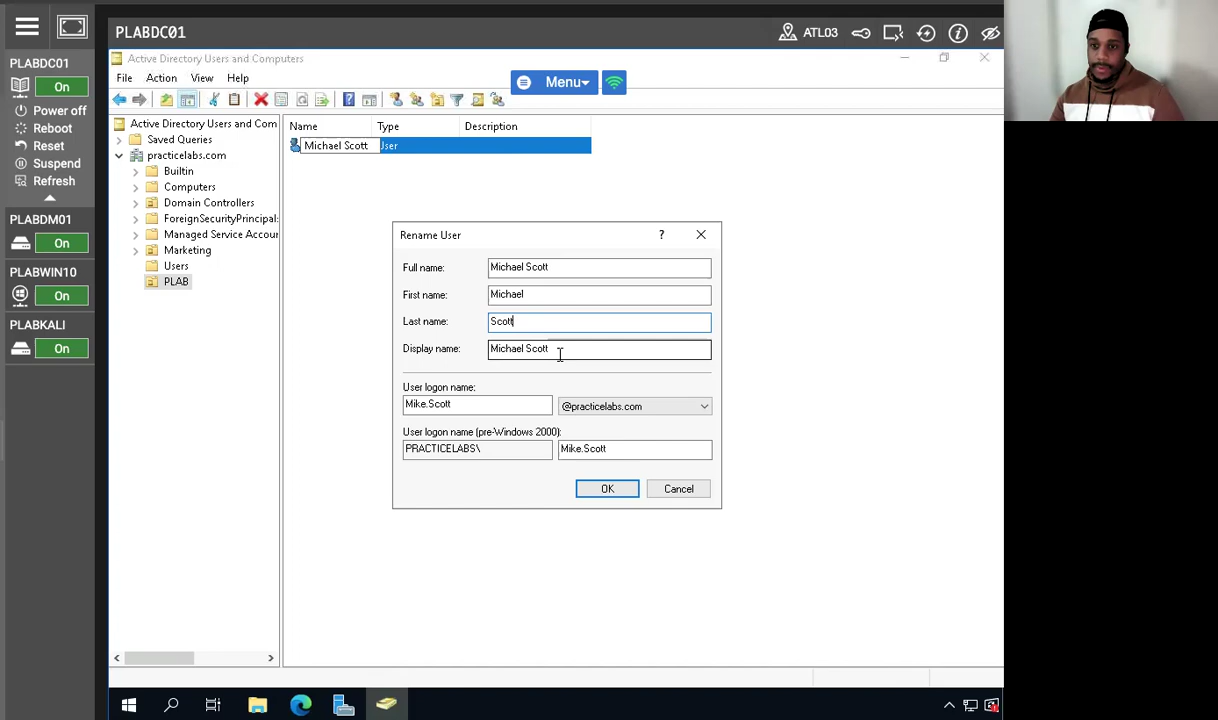 PLABDC01
ATL03
PLABDC01
On
Power off
Reboot
Reset
Suspend
Refresh
PLABDM01
On
PLABWIN10
On
PLABKALI
On
Active Directory Users and Computers
File Action View Help
Menu
Active Directory Users and Com
Saved Queries
practicelabs.com
Builtin
Computers
Domain Controllers
ForeignSecurityPrincipal:
Managed Service Accour
Marketing
Users
PLAB
Name Type Description
Michael Scott User
Rename User
Full name: Michael Scott
First name: Michael
Last name: Scott
Display name: Michael Scott
User logon name:
Mike.Scott @practicelabs.com
User logon name (pre-Windows 2000):
PRACTICELABS\ Mike.Scott
OK Cancel